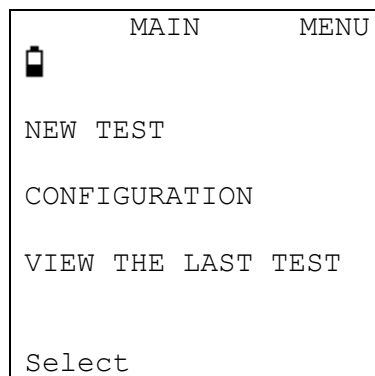 MAIN MENU
NEW TEST
CONFIGURATION
VIEW THE LAST TEST
Select